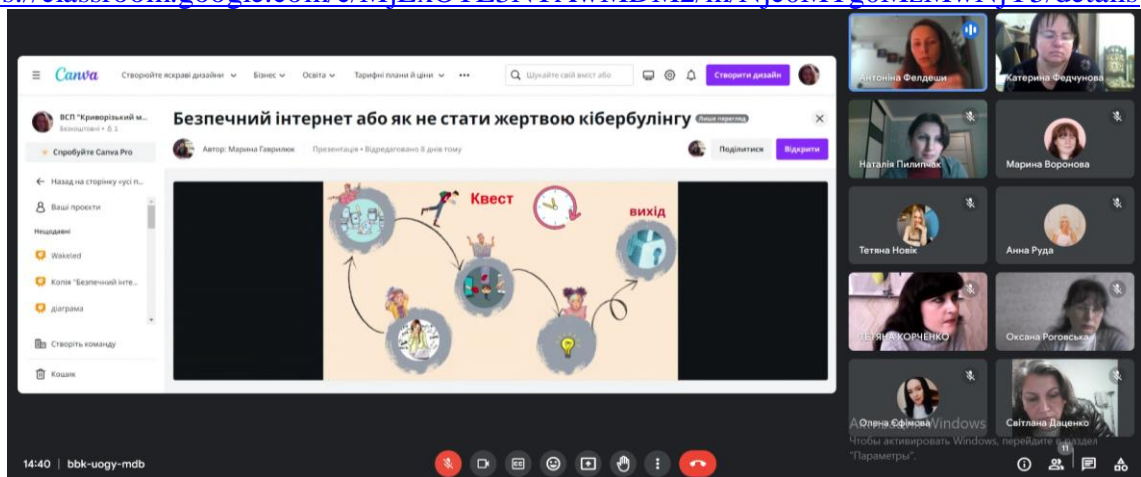 Canva
Створюйте яскраві дизайни
Бізнес
Освіта
Тарифні плани й ціни
Шукайте свій вміст або
Створити дизайн
ВСП "Криворізький м...
Безкоштовні • 1
Спробуйте Canva Pro
Назад на сторінку «усі п...
Ваші проєкти
Нещодавні
Wakeled
Копія "Безпечний інте...
діаграма
Створіть команду
Кошик
Безпечний інтернет або як не стати жертвою кібербулінгу
Лише перегляд
Автор: Марина Гаврилюк
Презентація • Відредаговано 8 днів тому
Поділитися
Відкрити
Квест
вихід
Антоніна Фелдеши
Катерина Федчунова
Наталія Пилипчак
Марина Воронова
Тетяна Новік
Анна Руда
ТЕТЯНА КОРЧЕНКО
Оксана Роговська
Олена Єфімова
Світлана Даценко
Windows
Чтобы активировать Windows, перейдите в раздел
"Параметры".
11
14:40 | bbk-uogy-mdb